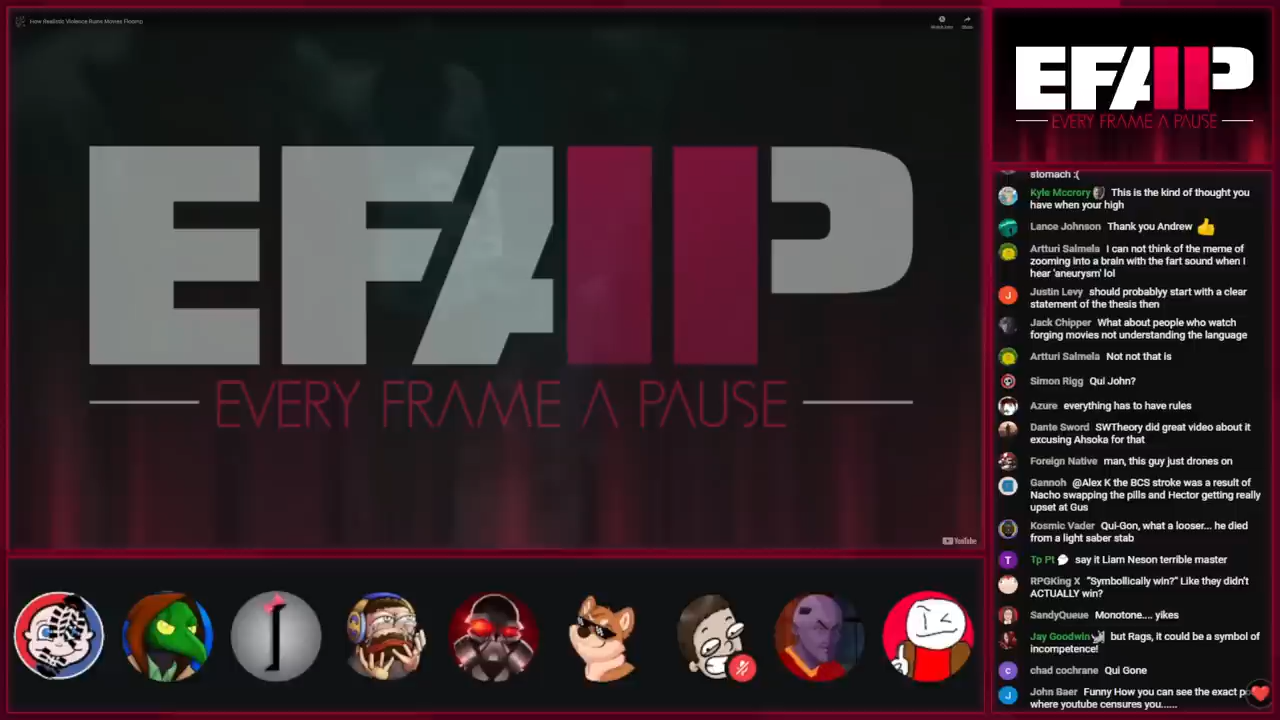 How Realistic Violence Ruins Movies
Watch later
Share
EFAP
EVERY FRAME A PAUSE
YouTube
EFAP
EVERY FRAME A PAUSE
stomach :(
Kyle Mccrory This is the kind of thought you
have when your high
Lance Johnson Thank you Andrew
Artturi Salmela I can not think of the meme of
zooming into a brain with the fart sound when I
hear 'aneurysm' lol
Justin Levy should probablyy start with a clear
statement of the thesis then
Jack Chipper What about people who watch
forging movies not understanding the language
Artturi Salmela Not not that is
Simon Rigg Qui John?
Azure everything has to have rules
Dante Sword SWTheory did great video about it
excusing Ahsoka for that
Foreign Native man, this guy just drones on
Gannoh @Alex K the BCS stroke was a result of
Nacho swapping the pills and Hector getting really
upset at Gus
Kosmic Vader Qui-Gon, what a looser... he died
from a light saber stab
Tp Pt say it Liam Neson terrible master
RPGKing X "Symbollically win?" Like they didn't
ACTUALLY win?
SandyQueue Monotone.... yikes
Jay Goodwin but Rags, it could be a symbol of
incompetence!
chad cochrane Qui Gone
John Baer Funny How you can see the exact
where youtube censures you......